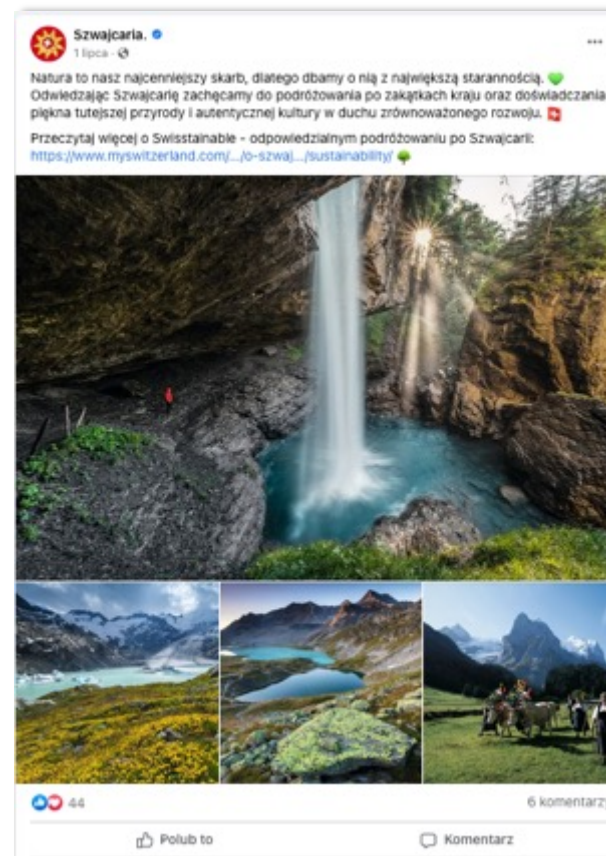 Szwajcaria.
1 lipca ·
Natura to nasz najcenniejszy skarb, dlatego dbamy o nią z największą starannością. 💚
Odwiedzając Szwajcarię zachęcamy do podróżowania po zakątkach kraju oraz doświadczania
piękna tutejszej przyrody i autentycznej kultury w duchu zrównoważonego rozwoju. 🇨🇭
Przeczytaj więcej o Swisstainable - odpowiedzialnym podróżowaniu po Szwajcarii:
https://www.myswitzerland.com/.../o-szwaj.../sustainability/ 🌳
44
6 komentarzy
Polub to
Komentarz